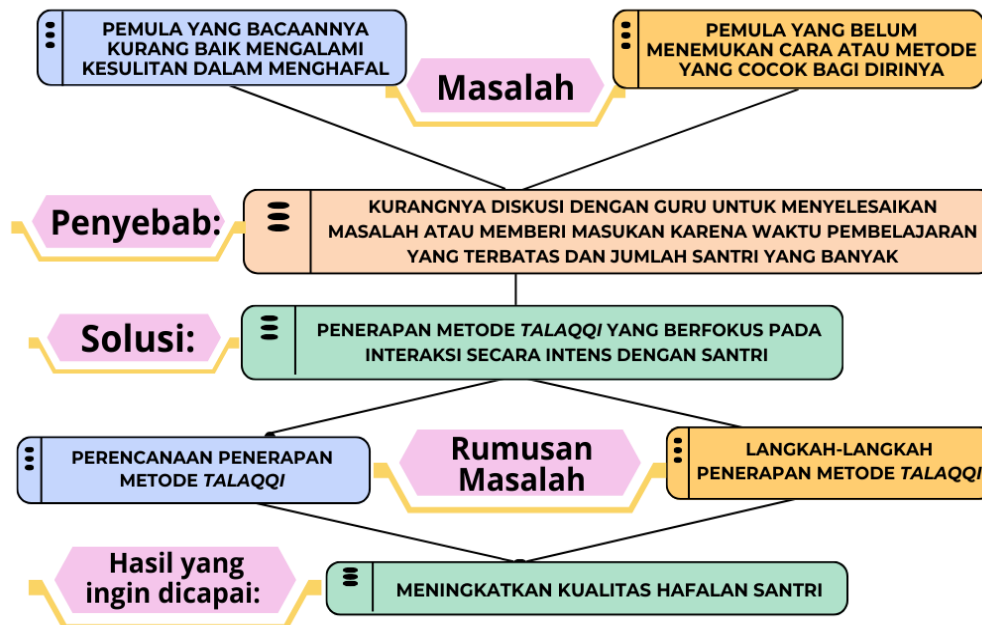 PEMULA YANG BACAANNYA
KURANG BAIK MENGALAMI
KESULITAN DALAM MENGHAFAL
Masalah
PEMULA YANG BELUM
MENEMUKAN CARA ATAU METODE
YANG COCOK BAGI DIRINYA
Penyebab:
KURANGNYA DISKUSI DENGAN GURU UNTUK MENYELESAIKAN
MASALAH ATAU MEMBERI MASUKAN KARENA WAKTU PEMBELAJARAN
YANG TERBATAS DAN JUMLAH SANTRI YANG BANYAK
Solusi:
PENERAPAN METODE TALAQQI YANG BERFOKUS PADA
INTERAKSI SECARA INTENS DENGAN SANTRI
PERENCANAAN PENERAPAN
METODE TALAQQI
Rumusan
Masalah
LANGKAH-LANGKAH
PENERAPAN METODE TALAQQI
Hasil yang
ingin dicapai:
MENINGKATKAN KUALITAS HAFALAN SANTRI